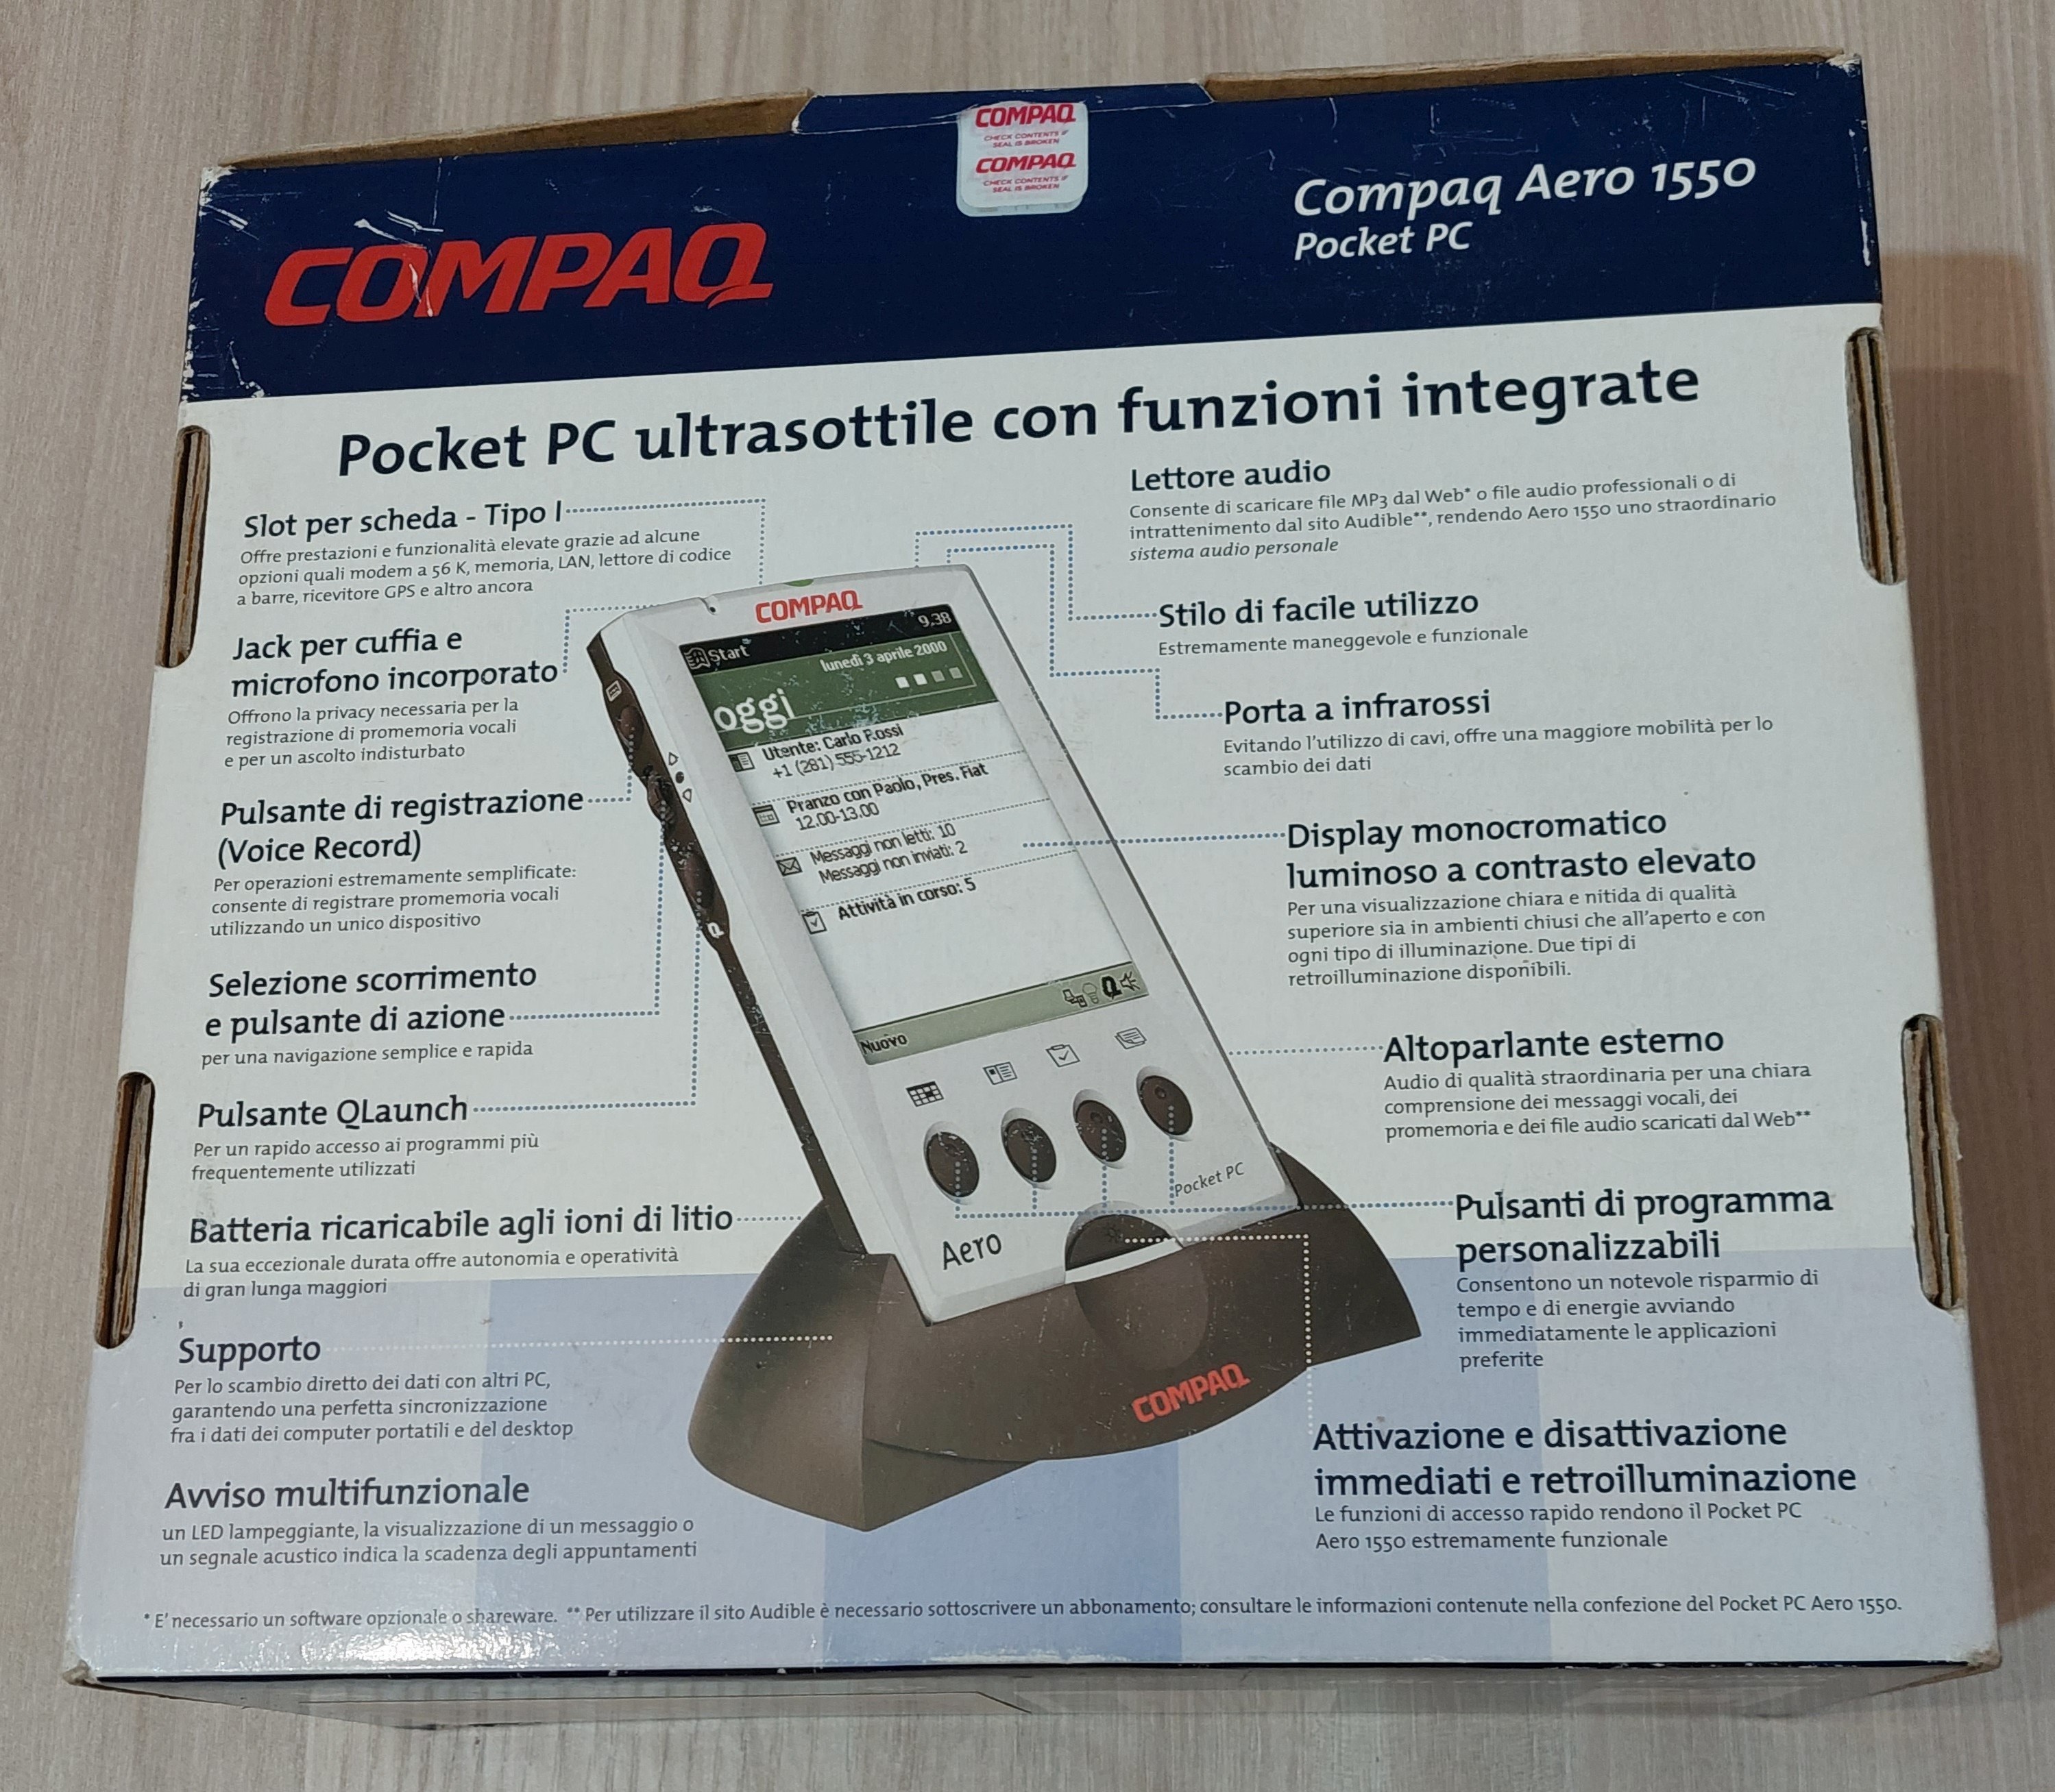 COMPAQ
CHECK CONTENTS IF
SEAL IS BROKEN
COMPAQ
CHECK CONTENTS IF
SEAL IS BROKEN
COMPAQ
Compaq Aero 1550
Pocket PC
Pocket PC ultrasottile con funzioni integrate
Slot per scheda - Tipo I
Offre prestazioni e funzionalità elevate grazie ad alcune
opzioni quali modem a 56 K, memoria, LAN, lettore di codice
a barre, ricevitore GPS e altro ancora
Jack per cuffia e
microfono incorporato
Offrono la privacy necessaria per la
registrazione di promemoria vocali
e per un ascolto indisturbato
Pulsante di registrazione
(Voice Record)
Per operazioni estremamente semplificate:
consente di registrare promemoria vocali
utilizzando un unico dispositivo
Selezione scorrimento
e pulsante di azione
per una navigazione semplice e rapida
Pulsante QLaunch
Per un rapido accesso ai programmi più
frequentemente utilizzati
Batteria ricaricabile agli ioni di litio
La sua eccezionale durata offre autonomia e operatività
di gran lunga maggiori
Supporto
Per lo scambio diretto dei dati con altri PC,
garantendo una perfetta sincronizzazione
fra i dati dei computer portatili e del desktop
Avviso multifunzionale
un LED lampeggiante, la visualizzazione di un messaggio o
un segnale acustico indica la scadenza degli appuntamenti
COMPAQ
Start 9.38
lunedì 3 aprile 2000
oggi
Utente: Carlo Rossi
+1 (281) 555-1212
Pranzo con Paolo, Pres. Fiat
12.00-13.00
Messaggi non letti: 10
Messaggi non inviati: 2
Attività in corso: 5
Nuovo
Q
Q
Pocket PC
Aero
COMPAQ
Lettore audio
Consente di scaricare file MP3 dal Web* o file audio professionali o di
intrattenimento dal sito Audible**, rendendo Aero 1550 uno straordinario
sistema audio personale
Stilo di facile utilizzo
Estremamente maneggevole e funzionale
Porta a infrarossi
Evitando l'utilizzo di cavi, offre una maggiore mobilità per lo
scambio dei dati
Display monocromatico
luminoso a contrasto elevato
Per una visualizzazione chiara e nitida di qualità
superiore sia in ambienti chiusi che all'aperto e con
ogni tipo di illuminazione. Due tipi di
retroilluminazione disponibili.
Altoparlante esterno
Audio di qualità straordinaria per una chiara
comprensione dei messaggi vocali, dei
promemoria e dei file audio scaricati dal Web**
Pulsanti di programma
personalizzabili
Consentono un notevole risparmio di
tempo e di energie avviando
immediatamente le applicazioni
preferite
Attivazione e disattivazione
immediati e retroilluminazione
Le funzioni di accesso rapido rendono il Pocket PC
Aero 1550 estremamente funzionale
* E' necessario un software opzionale o shareware. ** Per utilizzare il sito Audible è necessario sottoscrivere un abbonamento; consultare le informazioni contenute nella confezione del Pocket PC Aero 1550.